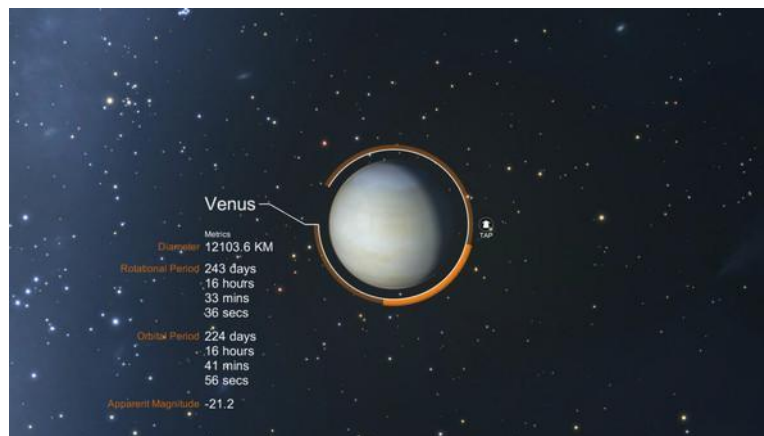 Venus
Metrics
Diameter 12103.6 KM
Rotational Period 243 days
16 hours
33 mins
36 secs
Orbital Period 224 days
16 hours
41 mins
56 secs
Apparent Magnitude -21.2
TAP